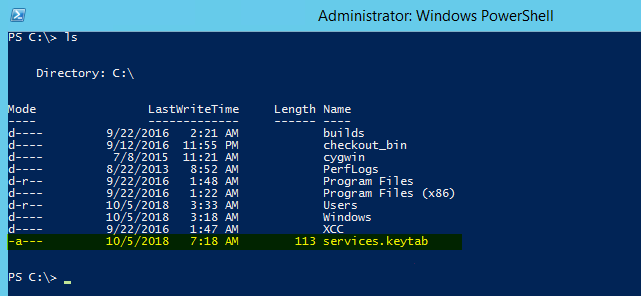 Administrator: Windows PowerShell
PS C:\> ls
Directory: C:\
Mode LastWriteTime Length Name
---- ------------- ------ ----
d---- 9/22/2016 2:21 AM builds
d---- 9/12/2016 11:55 PM checkout_bin
d---- 7/8/2015 11:21 AM cygwin
d---- 8/22/2013 8:52 AM PerfLogs
d-r-- 9/22/2016 1:48 AM Program Files
d---- 9/22/2016 1:22 AM Program Files (x86)
d-r-- 10/5/2018 3:33 AM Users
d---- 10/5/2018 3:18 AM Windows
d---- 9/22/2016 1:47 AM XCC
-a--- 10/5/2018 7:18 AM 113 services.keytab
PS C:\> _